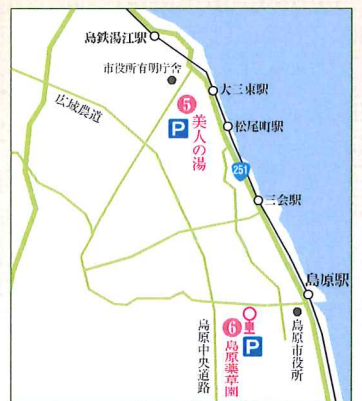 島鉄湯江駅
市役所有明庁舎
大三東駅
広域農道
5 美人の湯
P
松尾町駅
251
三会駅
島原駅
6 島原薬草園
P
島原市役所
島原中央道路